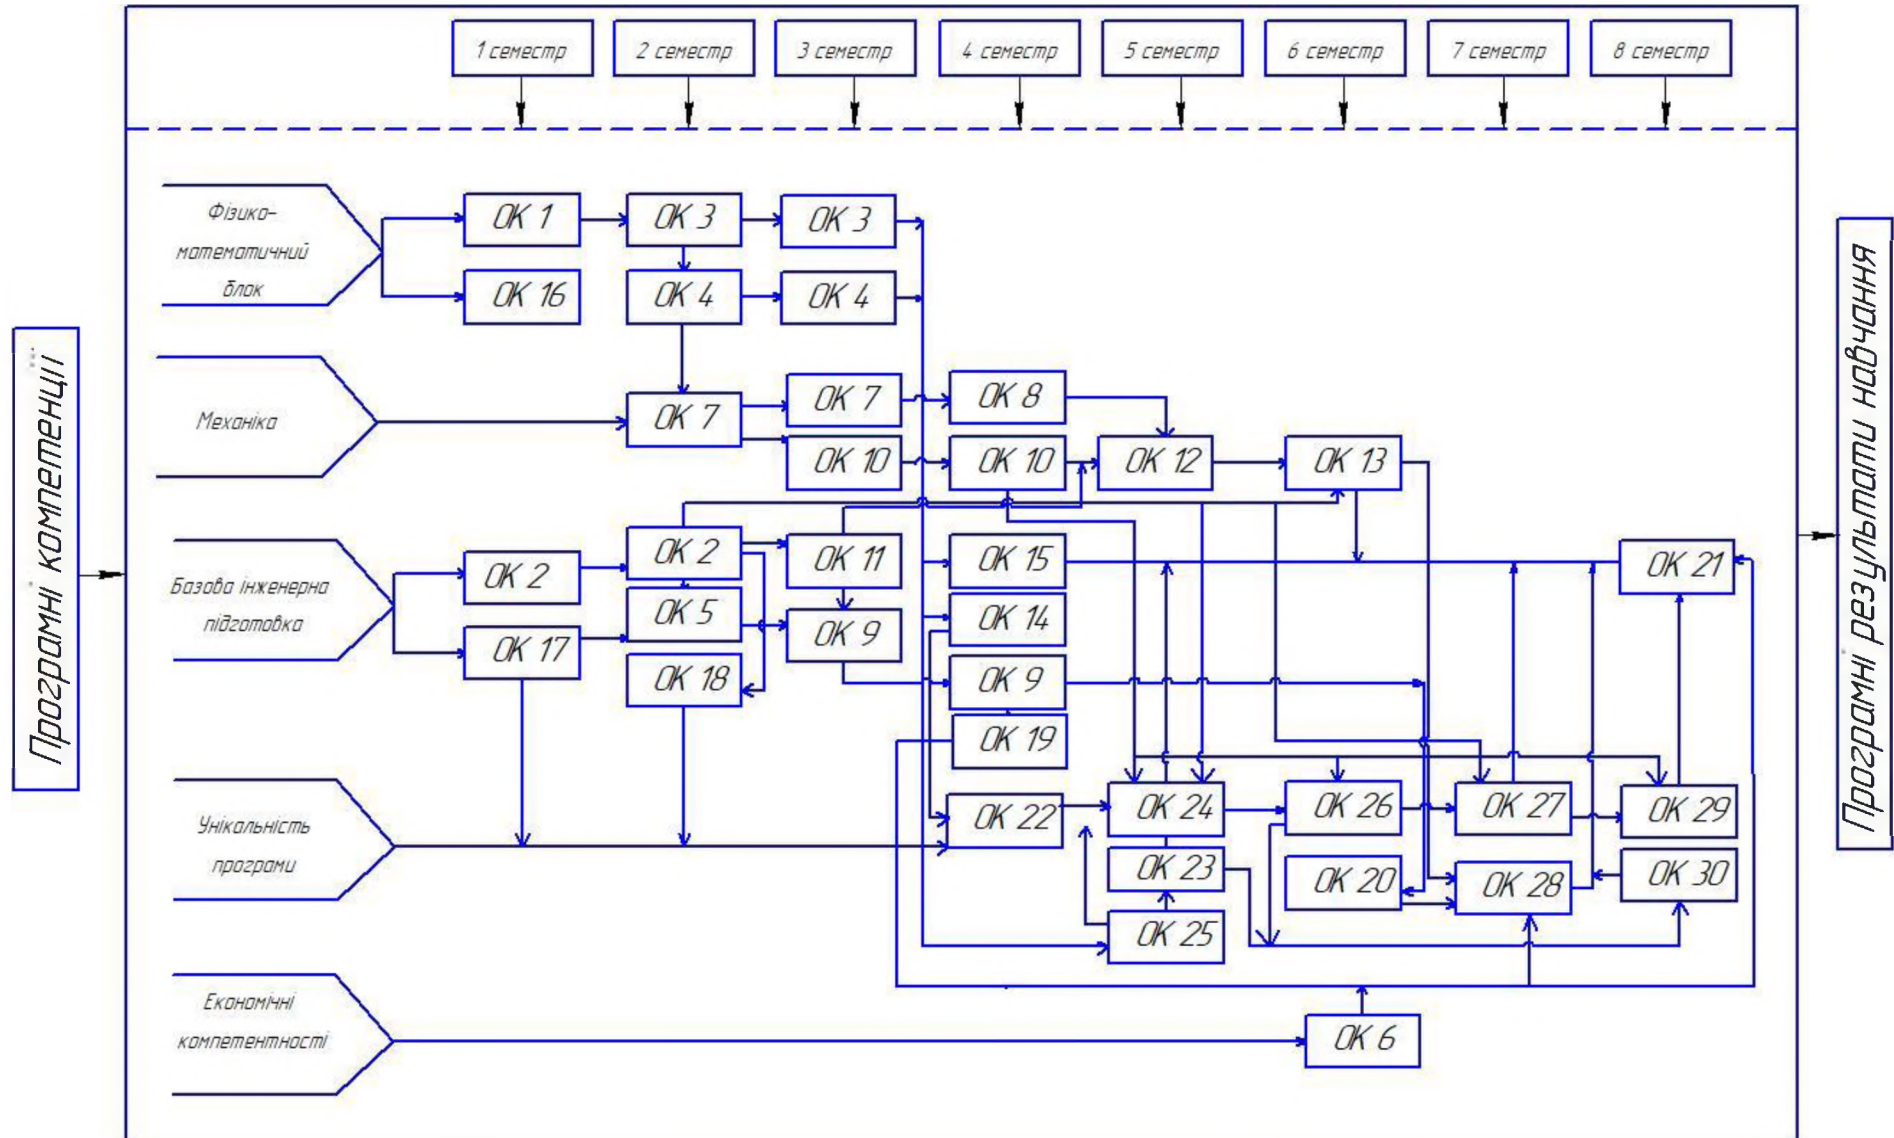 1 семестр
2 семестр
3 семестр
4 семестр
5 семестр
6 семестр
7 семестр
8 семестр
Програмні компетенції
Фізико-
математичний
блок
ОК 1
ОК 3
ОК 3
ОК 16
ОК 4
ОК 4
Механіка
ОК 7
ОК 7
ОК 8
ОК 10
ОК 10
ОК 12
ОК 13
Базова інженерна
підготовка
ОК 2
ОК 2
ОК 11
ОК 15
ОК 21
ОК 17
ОК 5
ОК 9
ОК 14
ОК 18
ОК 9
ОК 19
Унікальність
програми
ОК 22
ОК 24
ОК 26
ОК 27
ОК 29
ОК 23
ОК 20
ОК 28
ОК 30
ОК 25
Економічні
компетентності
ОК 6
Програмні результати навчання